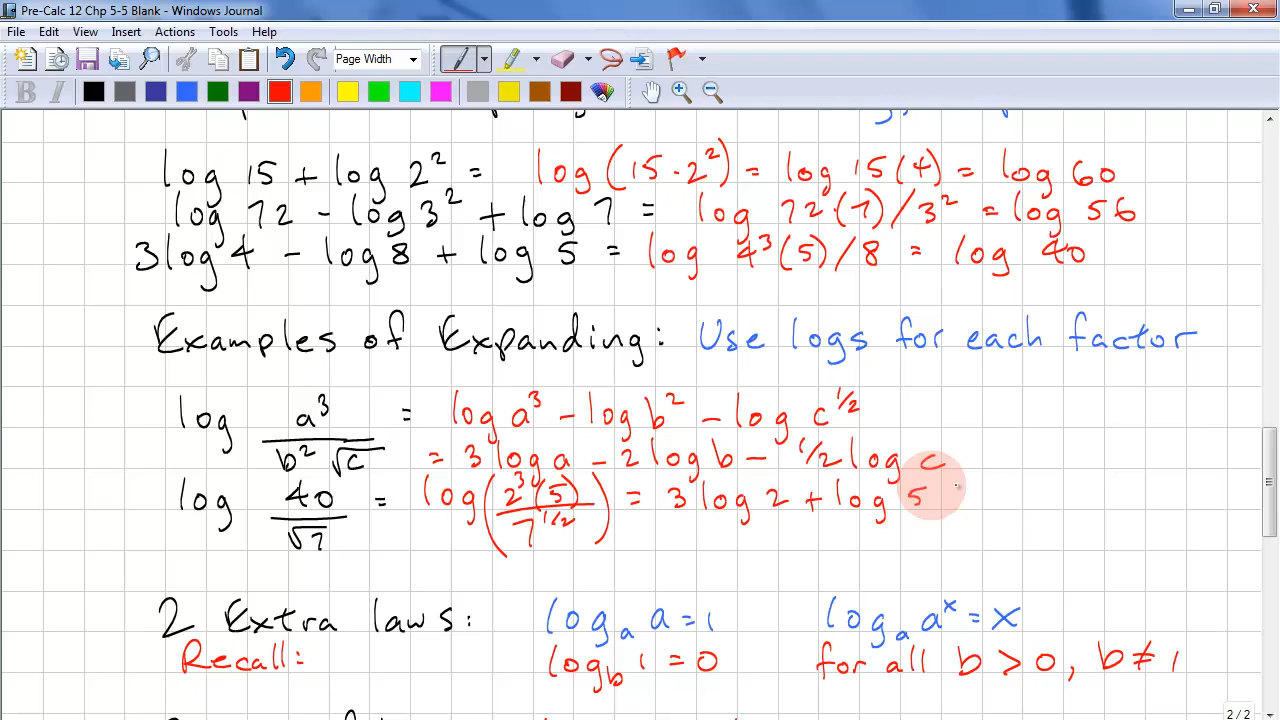 Pre-Calc 12 Chp 5-5 Blank - Windows Journal
File Edit View Insert Actions Tools Help
Page Width
B I
log 15 + log 2² = log (15 · 2²) = log 15(4) = log 60
log 72 - log 3² + log 7 = log 72·(7)/3² = log 56
3log 4 - log 8 + log 5 = log 4³(5)/8 = log 40
Examples of Expanding: Use logs for each factor
log a³/(b² √c) = log a³ - log b² - log c^1/2
= 3 log a - 2 log b - 1/2 log c
log 40/√7 = log (2³(5)/7^1/2) = 3 log 2 + log 5
2 Extra laws: logₐ a = 1 logₐ aˣ = x
Recall: log_b 1 = 0 for all b > 0, b ≠ 1
2/2